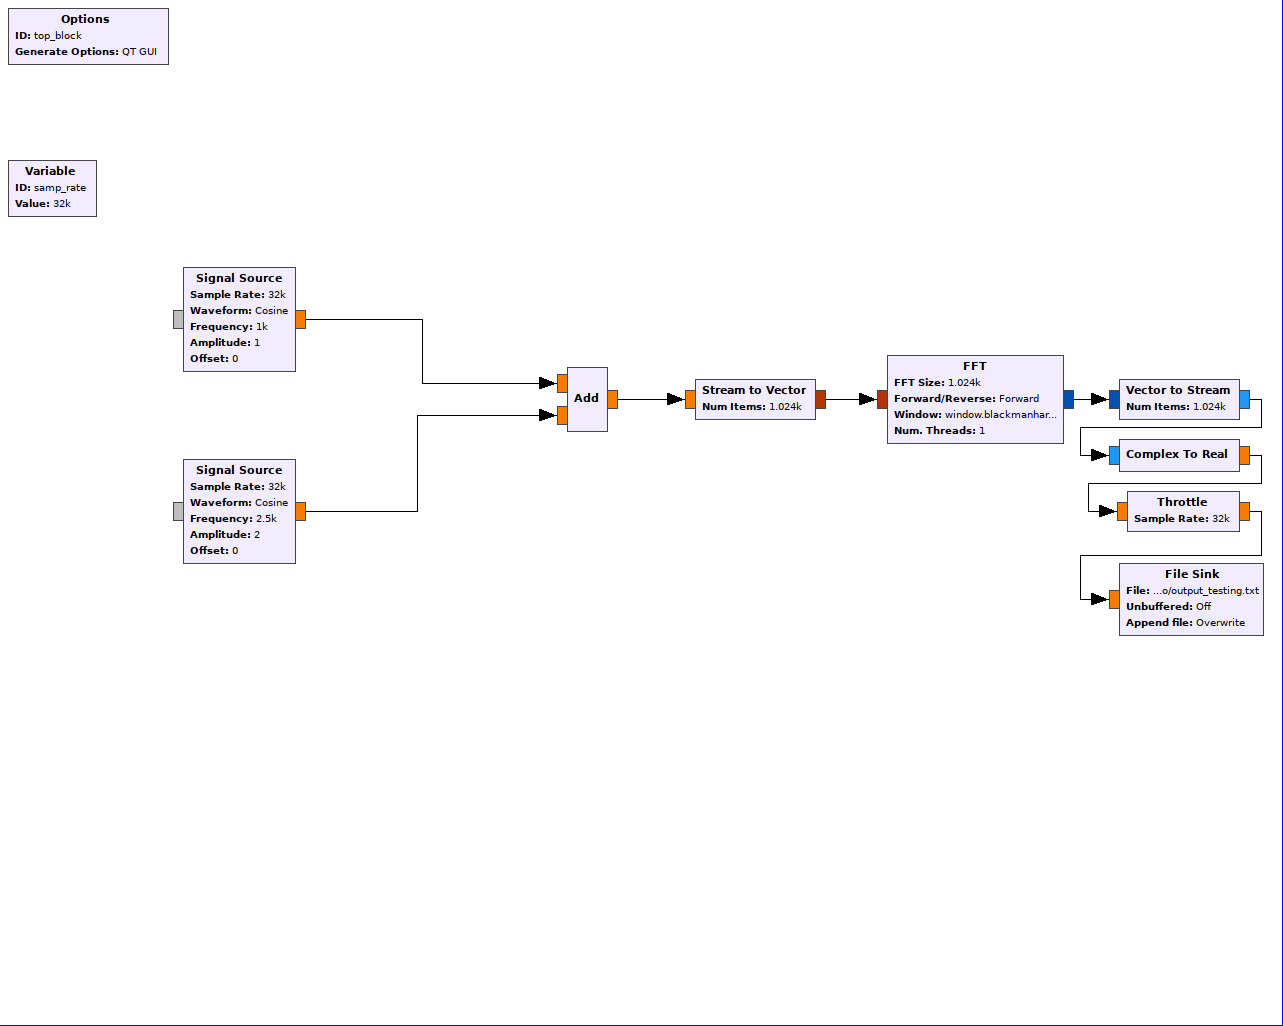 Options
ID: top_block
Generate Options: QT GUI
Variable
ID: samp_rate
Value: 32k
Signal Source
Sample Rate: 32k
Waveform: Cosine
Frequency: 1k
Amplitude: 1
Offset: 0
Signal Source
Sample Rate: 32k
Waveform: Cosine
Frequency: 2.5k
Amplitude: 2
Offset: 0
Add
Stream to Vector
Num Items: 1.024k
FFT
FFT Size: 1.024k
Forward/Reverse: Forward
Window: window.blackmanhar...
Num. Threads: 1
Vector to Stream
Num Items: 1.024k
Complex To Real
Throttle
Sample Rate: 32k
File Sink
File: ...o/output_testing.txt
Unbuffered: Off
Append file: Overwrite